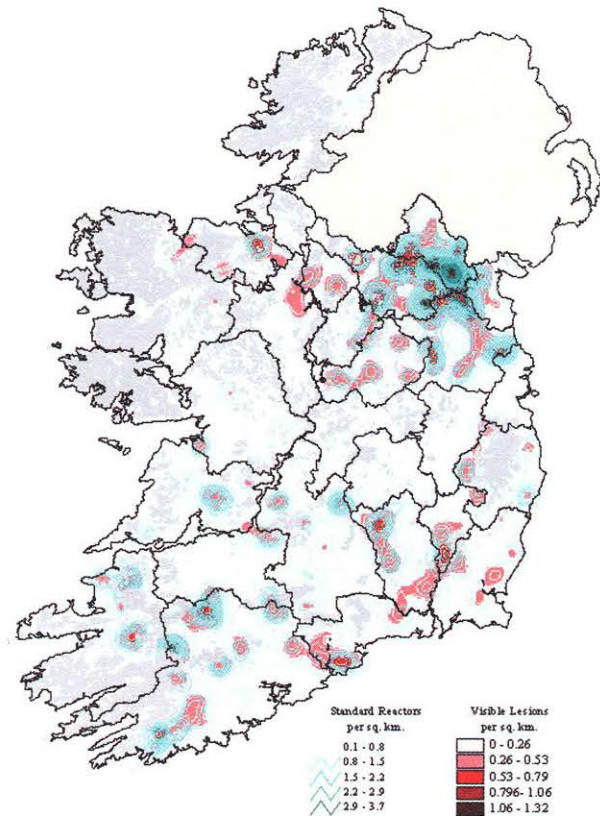 Standard Reactors
per sq. km.
0.1 - 0.8
0.8 - 1.5
1.5 - 2.2
2.2 - 2.9
2.9 - 3.7
Visible Lesions
per sq. km.
0 - 0.26
0.26 - 0.53
0.53 - 0.79
0.796- 1.06
1.06 - 1.32